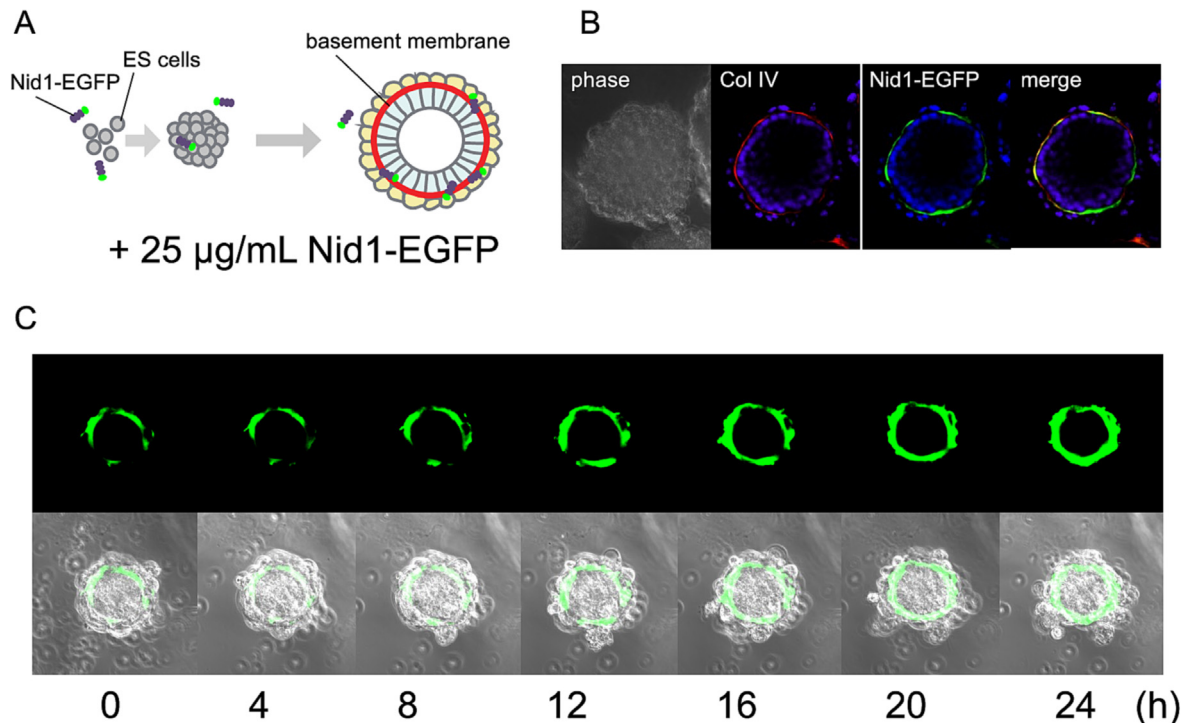 A
B
basement membrane
ES cells
Nid1-EGFP
phase
Col IV
Nid1-EGFP
merge
+ 25 µg/mL Nid1-EGFP
C
0
4
8
12
16
20
24
(h)